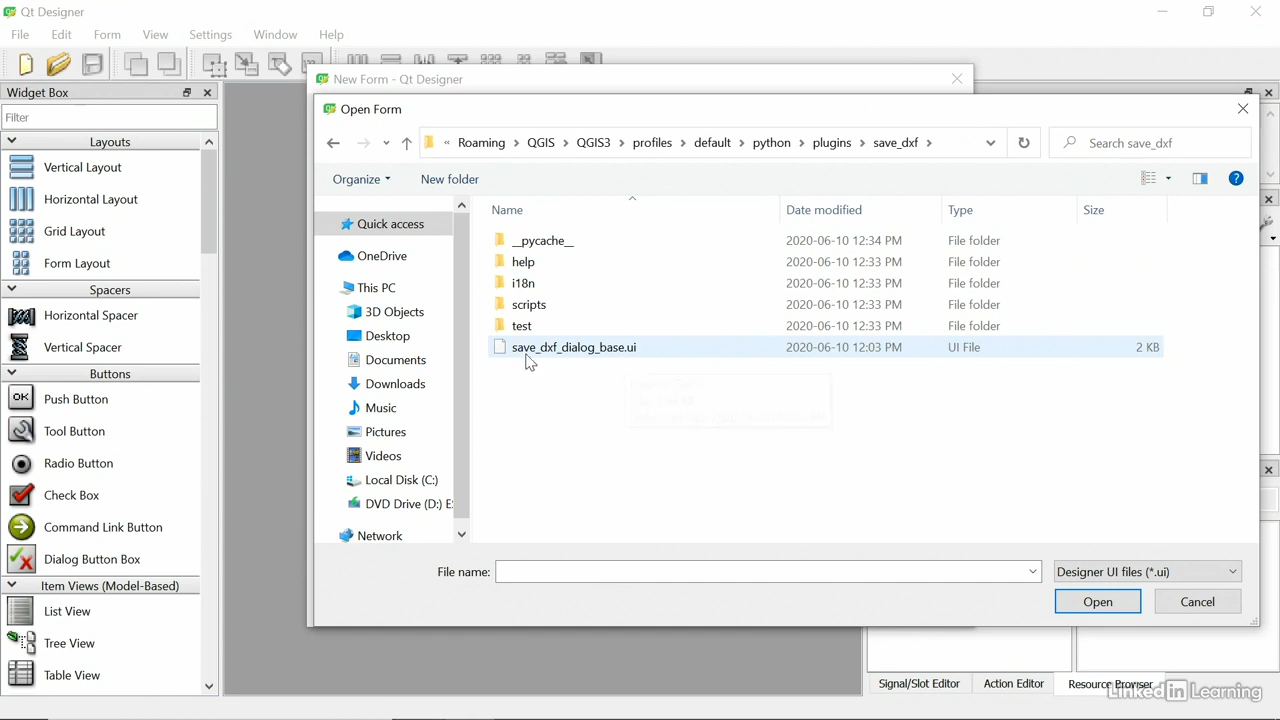 Qt Designer
File Edit Form View Settings Window Help
Widget Box
Filter
Layouts
Vertical Layout
Horizontal Layout
Grid Layout
Form Layout
Spacers
Horizontal Spacer
Vertical Spacer
Buttons
OK Push Button
Tool Button
Radio Button
Check Box
Command Link Button
Dialog Button Box
Item Views (Model-Based)
List View
Tree View
Table View
New Form - Qt Designer
Open Form
« Roaming > QGIS > QGIS3 > profiles > default > python > plugins > save_dxf >
Search save_dxf
Organize New folder
Quick access
OneDrive
This PC
3D Objects
Desktop
Documents
Downloads
Music
Pictures
Videos
Local Disk (C:)
DVD Drive (D:)
Network
Name Date modified Type Size
__pycache__ 2020-06-10 12:34 PM File folder
help 2020-06-10 12:33 PM File folder
i18n 2020-06-10 12:33 PM File folder
scripts 2020-06-10 12:33 PM File folder
test 2020-06-10 12:33 PM File folder
save_dxf_dialog_base.ui 2020-06-10 12:03 PM UI File 2 KB
File name:
Designer UI files (*.ui)
Open Cancel
Signal/Slot Editor Action Editor Resource Browser
Linked in Learning